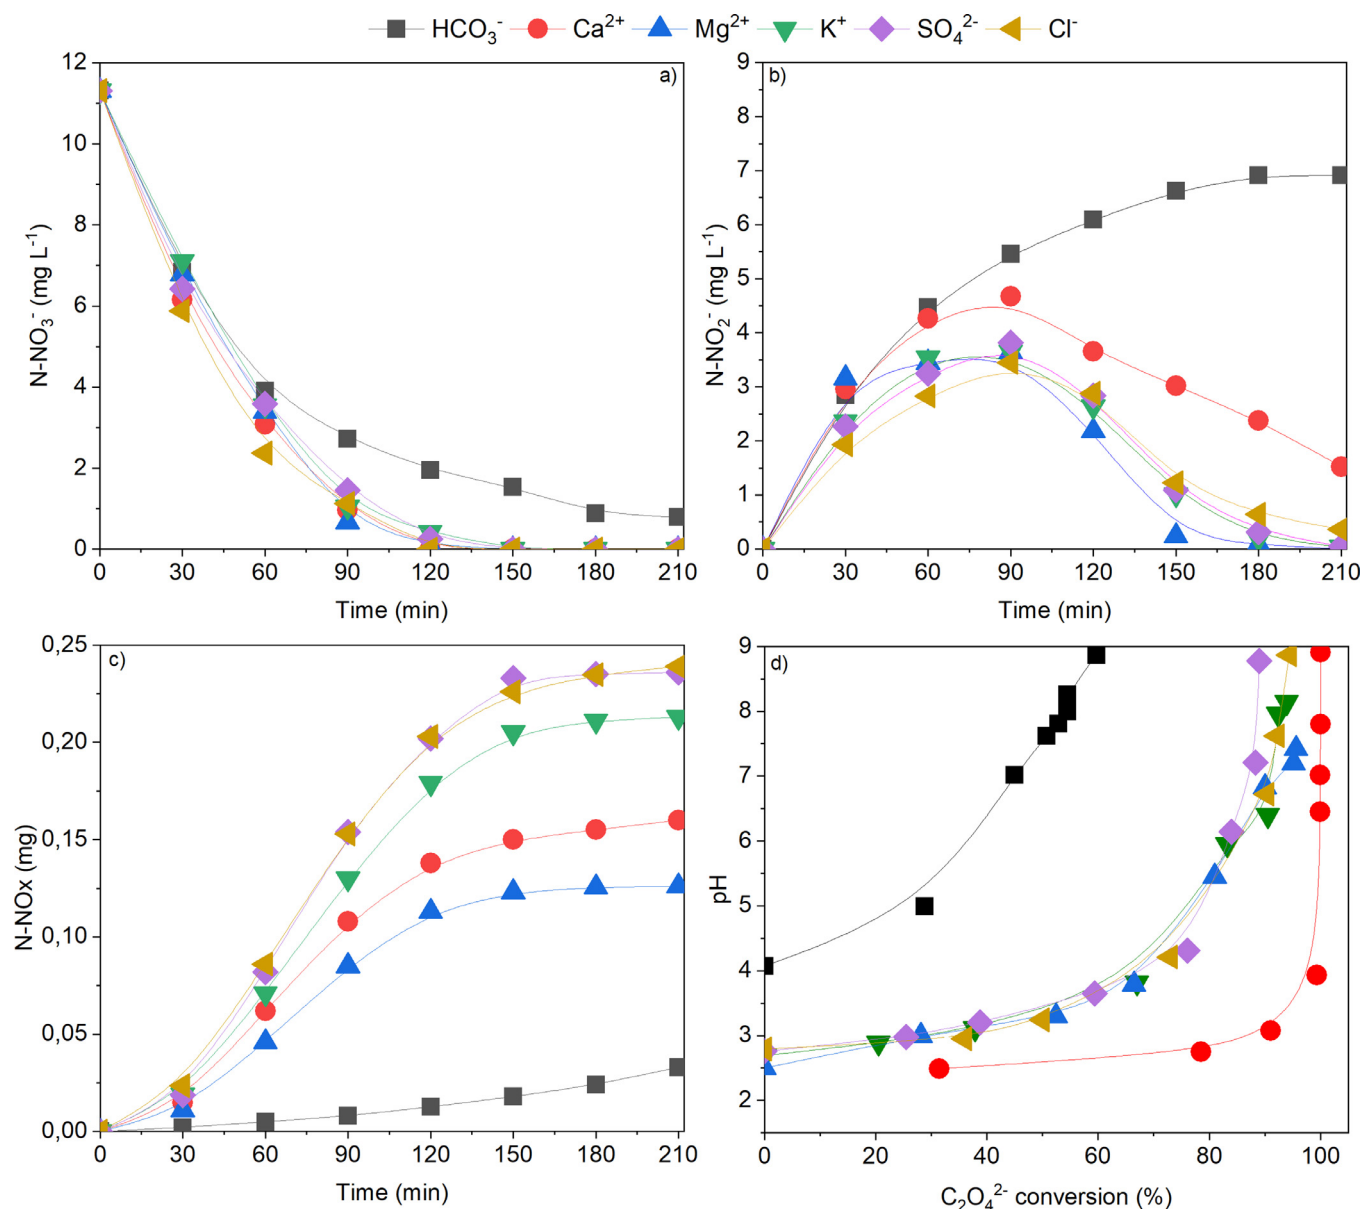 HCO₃⁻ Ca²⁺ Mg²⁺ K⁺ SO₄²⁻ Cl⁻
a)
N-NO₃⁻ (mg L⁻¹)
12
10
8
6
4
2
0
0 30 60 90 120 150 180 210
Time (min)
b)
N-NO₂⁻ (mg L⁻¹)
9
8
7
6
5
4
3
2
1
0
0 30 60 90 120 150 180 210
Time (min)
c)
N-NOx (mg)
0,25
0,20
0,15
0,10
0,05
0,00
0 30 60 90 120 150 180 210
Time (min)
d)
pH
9
8
7
6
5
4
3
2
0 20 40 60 80 100
C₂O₄²⁻ conversion (%)